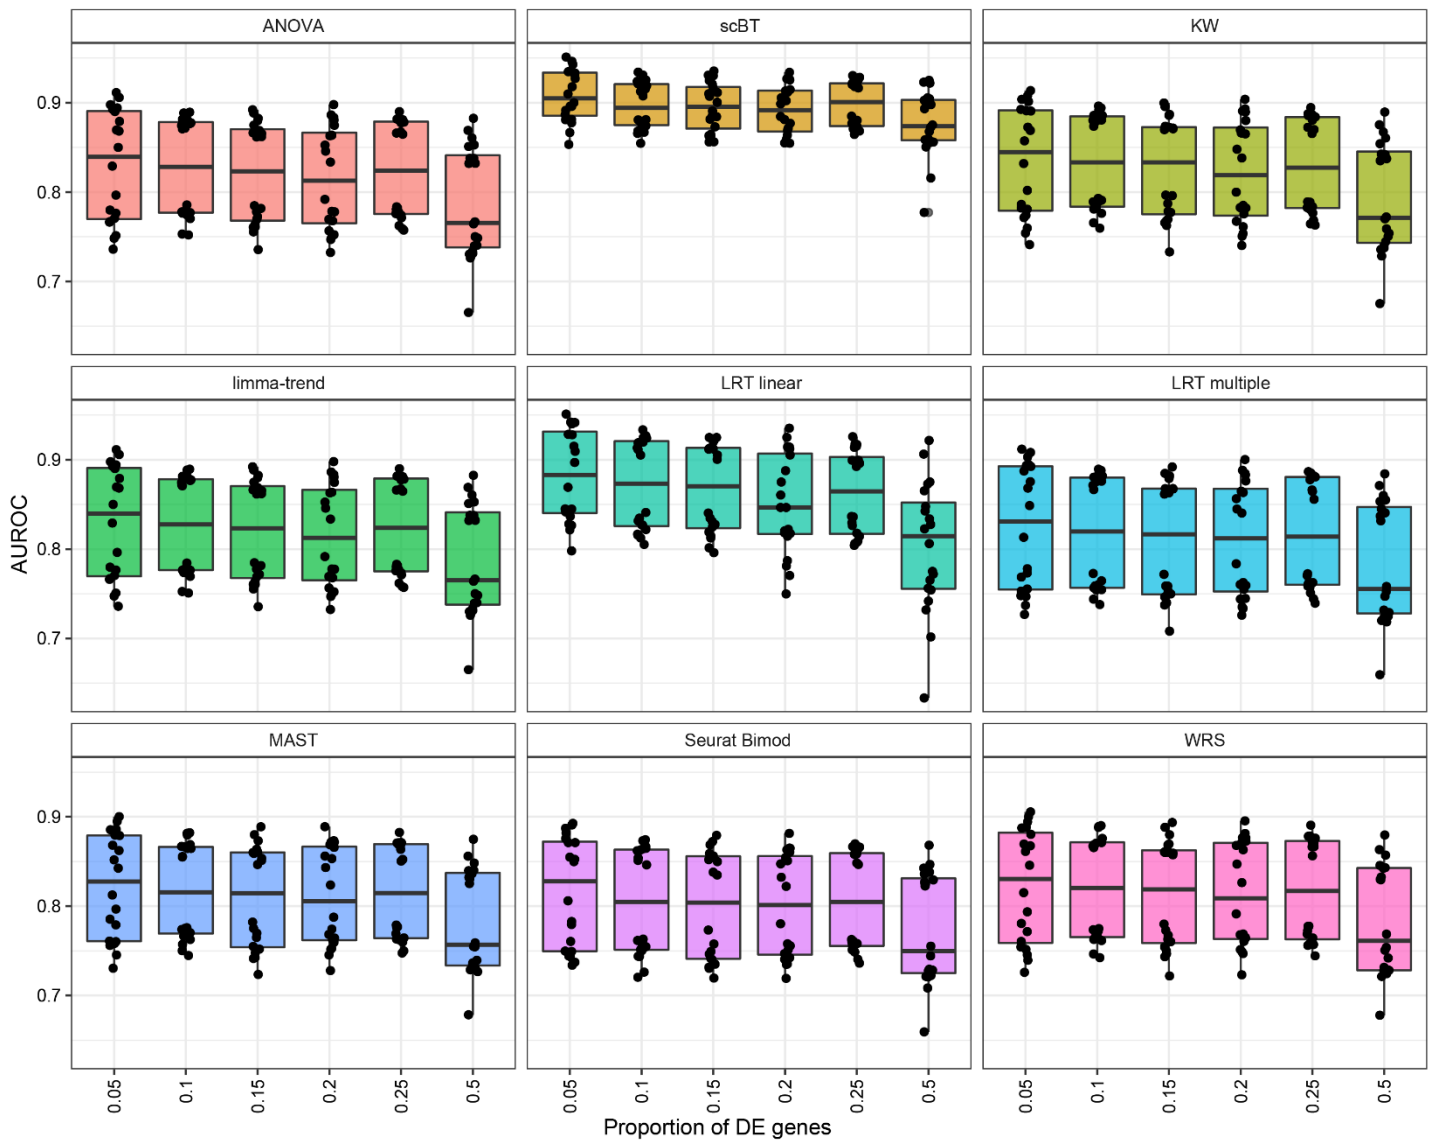 ANOVA
scBT
KW
0.9
0.8
0.7
limma-trend
LRT linear
LRT multiple
0.9
0.8
0.7
AUROC
MAST
Seurat Bimod
WRS
0.9
0.8
0.7
0.05 0.1 0.15 0.2 0.25 0.5
0.05 0.1 0.15 0.2 0.25 0.5
0.05 0.1 0.15 0.2 0.25 0.5
Proportion of DE genes